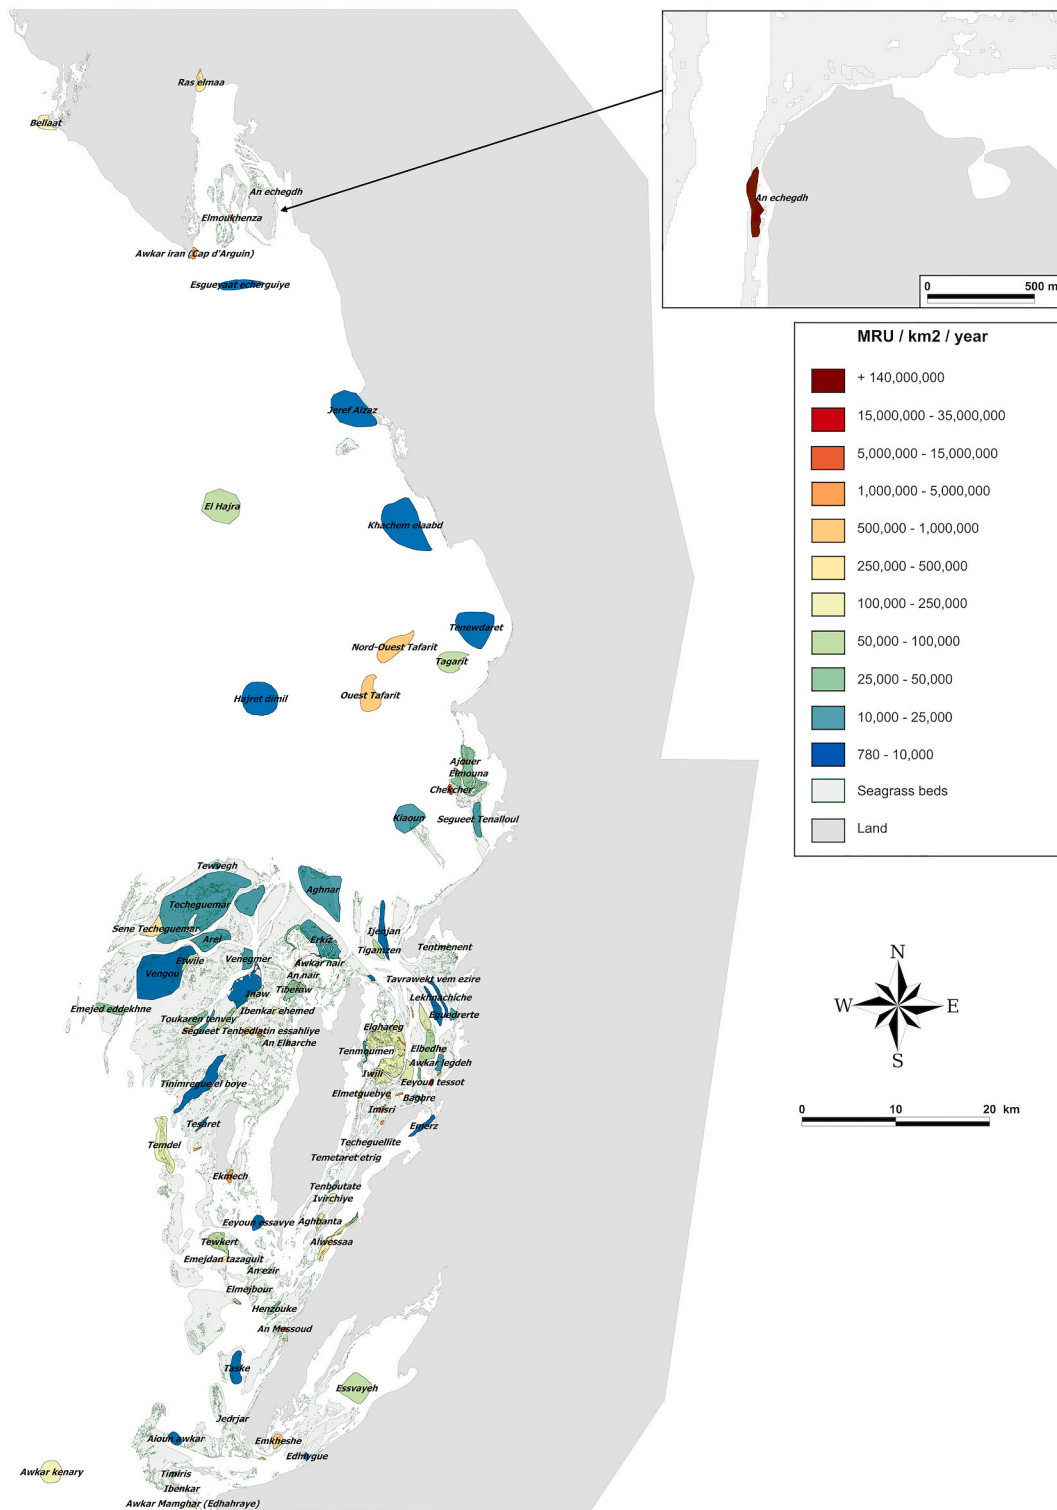 Ras elmaa
Bellaat
An echegdh
Elmoukhenza
Awkar iran (Cap d'Arguin)
Esgueyaat echerguiye
An echegdh
0 500 m
MRU / km2 / year
+ 140,000,000
15,000,000 - 35,000,000
5,000,000 - 15,000,000
1,000,000 - 5,000,000
500,000 - 1,000,000
250,000 - 500,000
100,000 - 250,000
50,000 - 100,000
25,000 - 50,000
10,000 - 25,000
780 - 10,000
Seagrass beds
Land
Jeref Alzaz
El Hajra
Khachem elaabd
Tenewdaret
Nord-Ouest Tafarit
Tagarit
Hajret dimil
Ouest Tafarit
Ajouer
Elmouna
Chekcher
Kiaoun
Segueet Tenalloul
Tewvegh
Aghnar
Techeguemar
Sene Techeguemar
Arel
Erkiz
Ijenjan
Tigamzen
Tentmenent
Etwile
Venegmer
Awkar nair
Vengou
An nair
Tavrawekt vem ezire
Inaw
Tiberaw
Lekhnachiche
Emejed eddekhne
Ibenkar ehemed
Eguedrerte
Toukaren tenvey
Segueet Tenbedlatin essahliye
Elghareg
An Elharche
Tenmoumen
Elbedhe
Awkar legdeh
Iwili
Eeyoun tessot
Tinimregue el boye
Elmetguebye
Bagbre
Imisri
Tesaret
Emerz
Temdel
Techeguellite
Temetaret etrig
Ekmech
Tenboutate
Ivirchiye
Eeyoun essavye
Aghbanta
Tewkert
Alwessaa
Emejdan tazaguit
An ezir
Elmejbour
Henzouke
An Messoud
Taske
Essvayeh
Jedrjar
Aioun awkar
Emkheshe
Edhiygue
Awkar kenary
Timiris
Ibenkar
Awkar Mamghar (Edhahraye)
N
W E
S
0 10 20 km